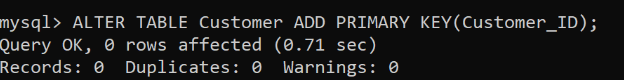 mysql> ALTER TABLE Customer ADD PRIMARY KEY(Customer_ID);
Query OK, 0 rows affected (0.71 sec)
Records: 0  Duplicates: 0  Warnings: 0